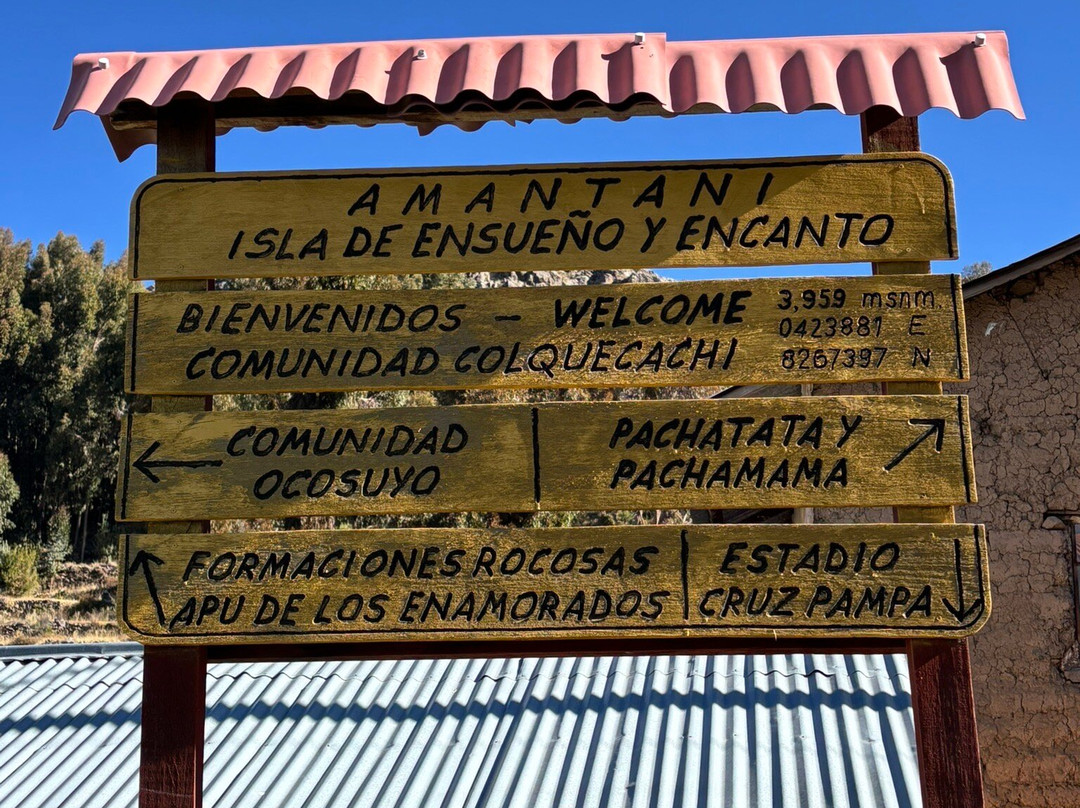 AMANTANI
ISLA DE ENSUEÑO Y ENCANTO
BIENVENIDOS - WELCOME
COMUNIDAD COLQUECACHI
3,959 msnm.
0423881 E
8267397 N
COMUNIDAD
OCOSUYO
PACHATATA Y
PACHAMAMA
FORMACIONES ROCOSAS
APU DE LOS ENAMORADOS
ESTADIO
CRUZ PAMPA